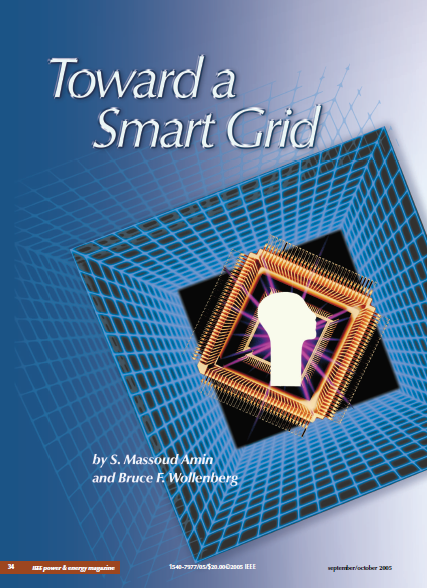 Toward a
Smart Grid
by S. Massoud Amin
and Bruce F. Wollenberg
34
IEEE power & energy magazine
1540-7977/05/$20.00©2005 IEEE
september/october 2005